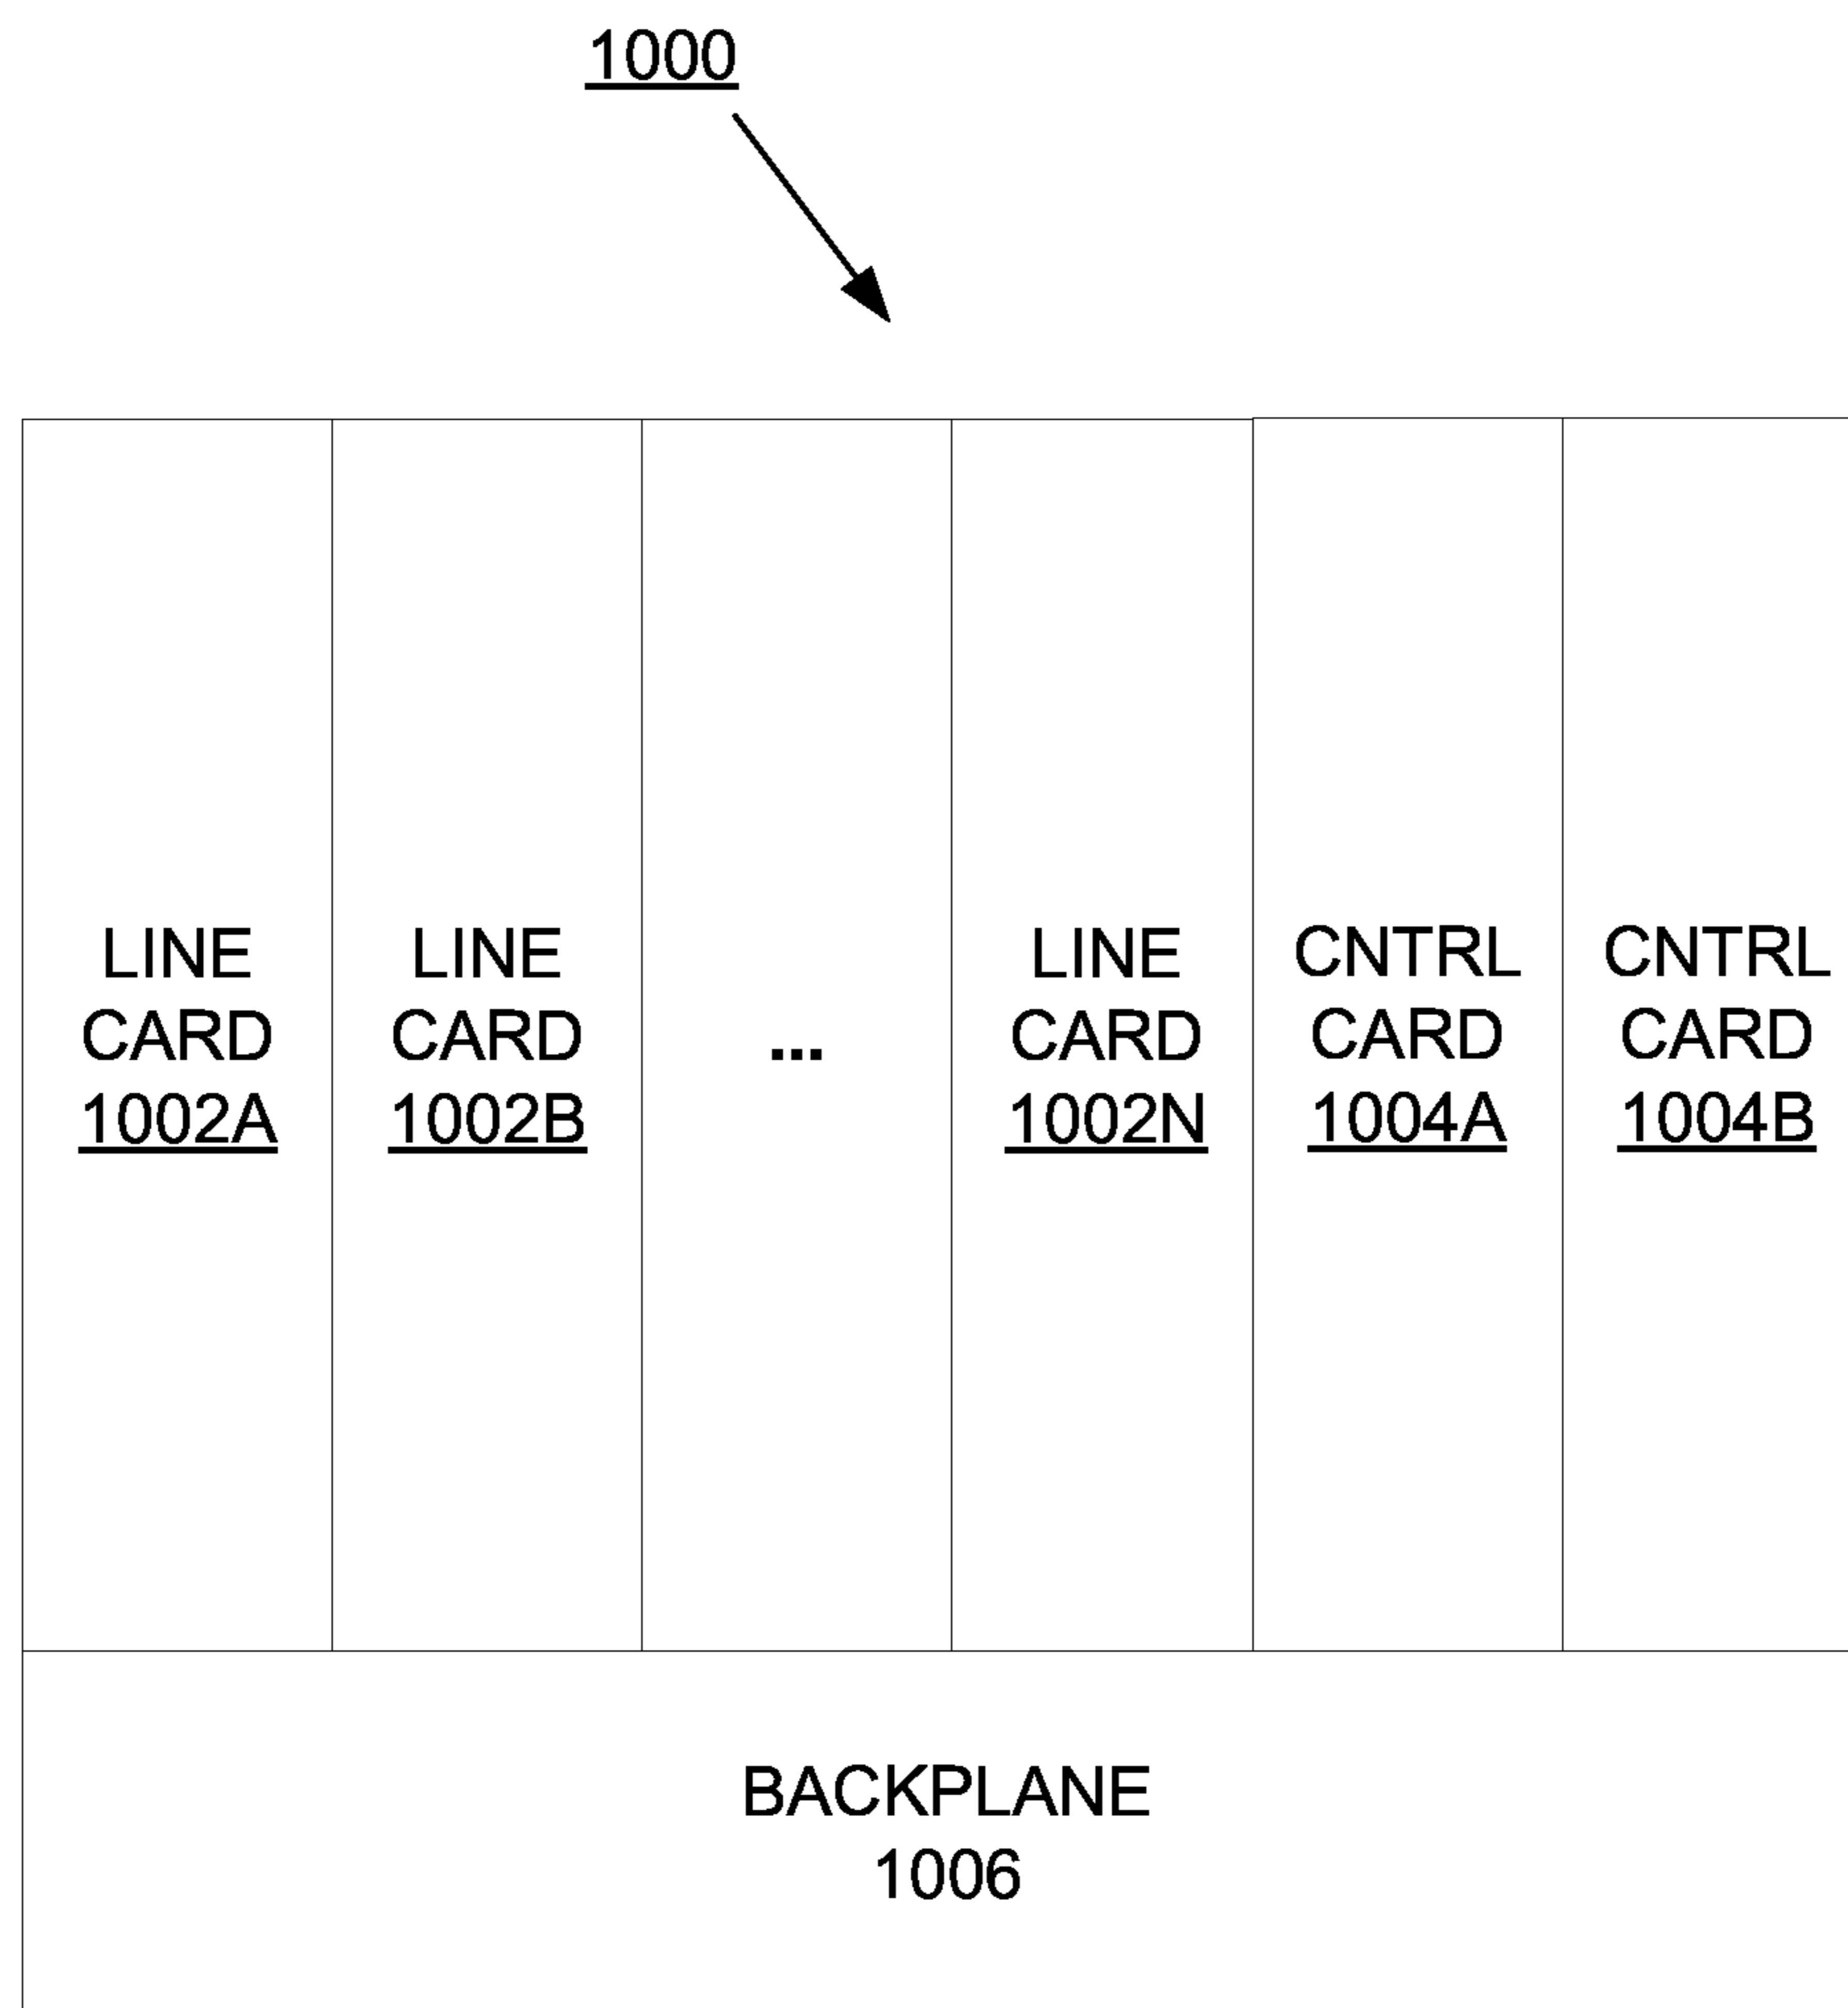 1000
LINE
CARD
1002A
LINE
CARD
1002B
...
LINE
CARD
1002N
CNTRL
CARD
1004A
CNTRL
CARD
1004B
BACKPLANE
1006